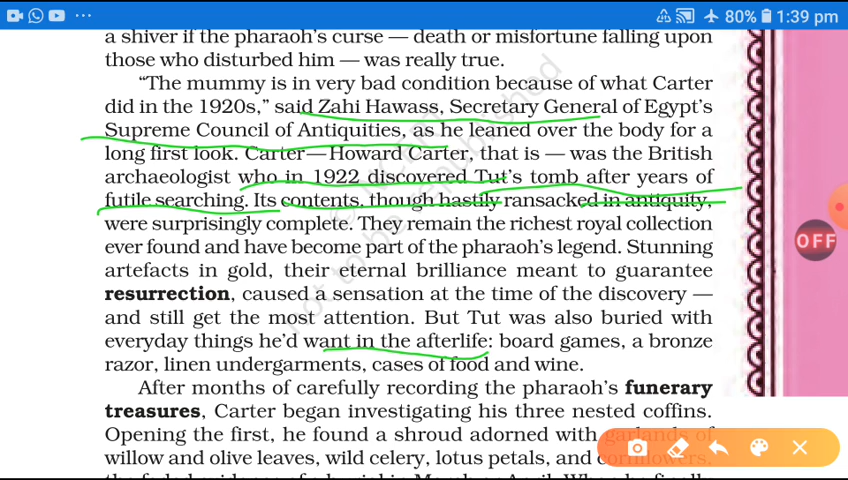 80% 1:39 pm
a shiver if the pharaoh's curse — death or misfortune falling upon
those who disturbed him — was really true.
"The mummy is in very bad condition because of what Carter
did in the 1920s," said Zahi Hawass, Secretary General of Egypt's
Supreme Council of Antiquities, as he leaned over the body for a
long first look. Carter—Howard Carter, that is — was the British
archaeologist who in 1922 discovered Tut's tomb after years of
futile searching. Its contents, though hastily ransacked in antiquity,
were surprisingly complete. They remain the richest royal collection
ever found and have become part of the pharaoh's legend. Stunning
artefacts in gold, their eternal brilliance meant to guarantee
resurrection, caused a sensation at the time of the discovery —
and still get the most attention. But Tut was also buried with
everyday things he'd want in the afterlife: board games, a bronze
razor, linen undergarments, cases of food and wine.
After months of carefully recording the pharaoh's funerary
treasures, Carter began investigating his three nested coffins.
Opening the first, he found a shroud adorned with garlands of
willow and olive leaves, wild celery, lotus petals, and cornflowers,
OFF